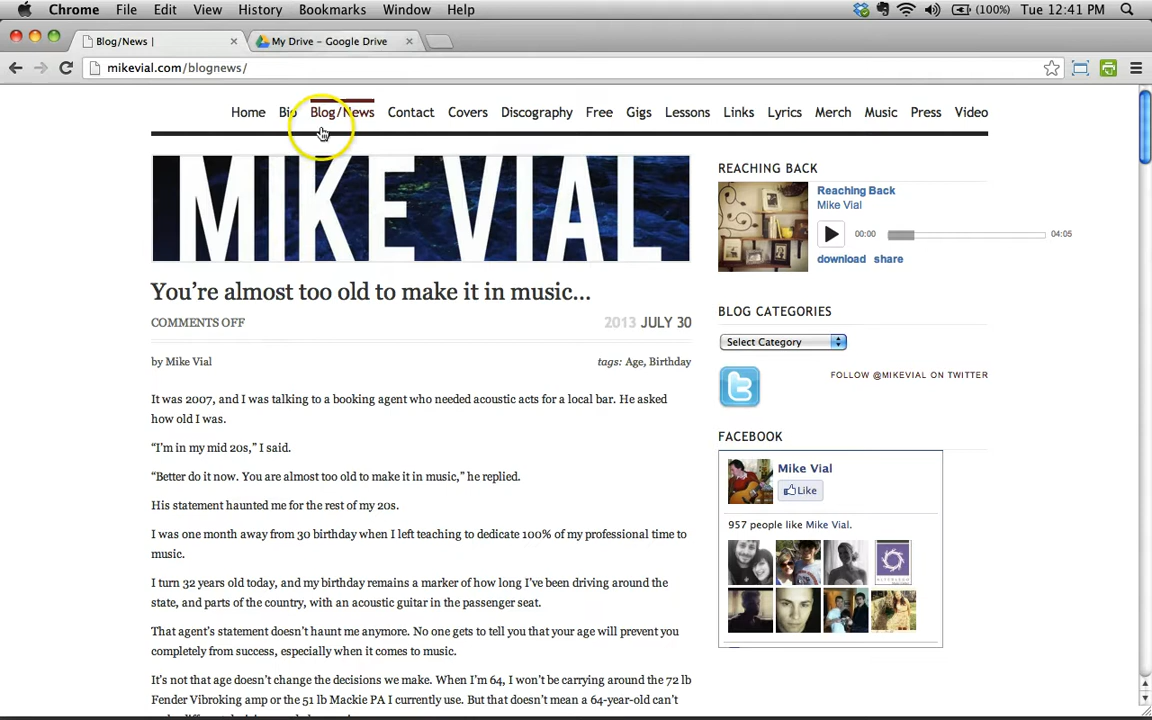 Chrome File Edit View History Bookmarks Window Help (100%) Tue 12:41 PM
Blog/News | My Drive – Google Drive
mikevial.com/blognews/
Home Bio Blog/News Contact Covers Discography Free Gigs Lessons Links Lyrics Merch Music Press Video
MIKE VIAL
You're almost too old to make it in music...
COMMENTS OFF 2013 JULY 30
by Mike Vial tags: Age, Birthday
It was 2007, and I was talking to a booking agent who needed acoustic acts for a local bar. He asked
how old I was.
“I'm in my mid 20s,” I said.
“Better do it now. You are almost too old to make it in music,” he replied.
His statement haunted me for the rest of my 20s.
I was one month away from 30 birthday when I left teaching to dedicate 100% of my professional time to
music.
I turn 32 years old today, and my birthday remains a marker of how long I've been driving around the
state, and parts of the country, with an acoustic guitar in the passenger seat.
That agent's statement doesn't haunt me anymore. No one gets to tell you that your age will prevent you
completely from success, especially when it comes to music.
It's not that age doesn't change the decisions we make. When I'm 64, I won't be carrying around the 72 lb
Fender Vibroking amp or the 51 lb Mackie PA I currently use. But that doesn't mean a 64-year-old can't
REACHING BACK
Reaching Back
Mike Vial
00:00 04:05
download share
BLOG CATEGORIES
Select Category
FOLLOW @MIKEVIAL ON TWITTER
FACEBOOK
Mike Vial
Like
957 people like Mike Vial.